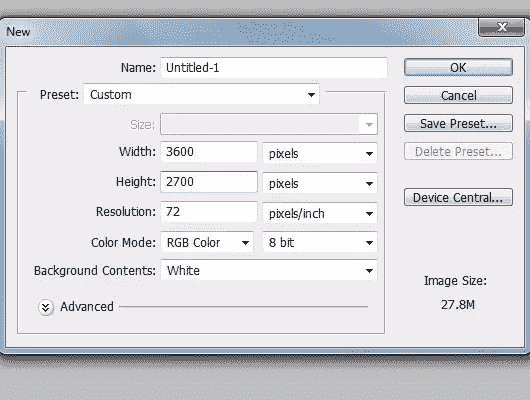 New
Name: Untitled-1
OK
Preset: Custom
Cancel
Size:
Save Preset...
Width: 3600 pixels
Delete Preset...
Height: 2700 pixels
Device Central...
Resolution: 72 pixels/inch
Color Mode: RGB Color 8 bit
Background Contents: White
Image Size:
27.8M
Advanced